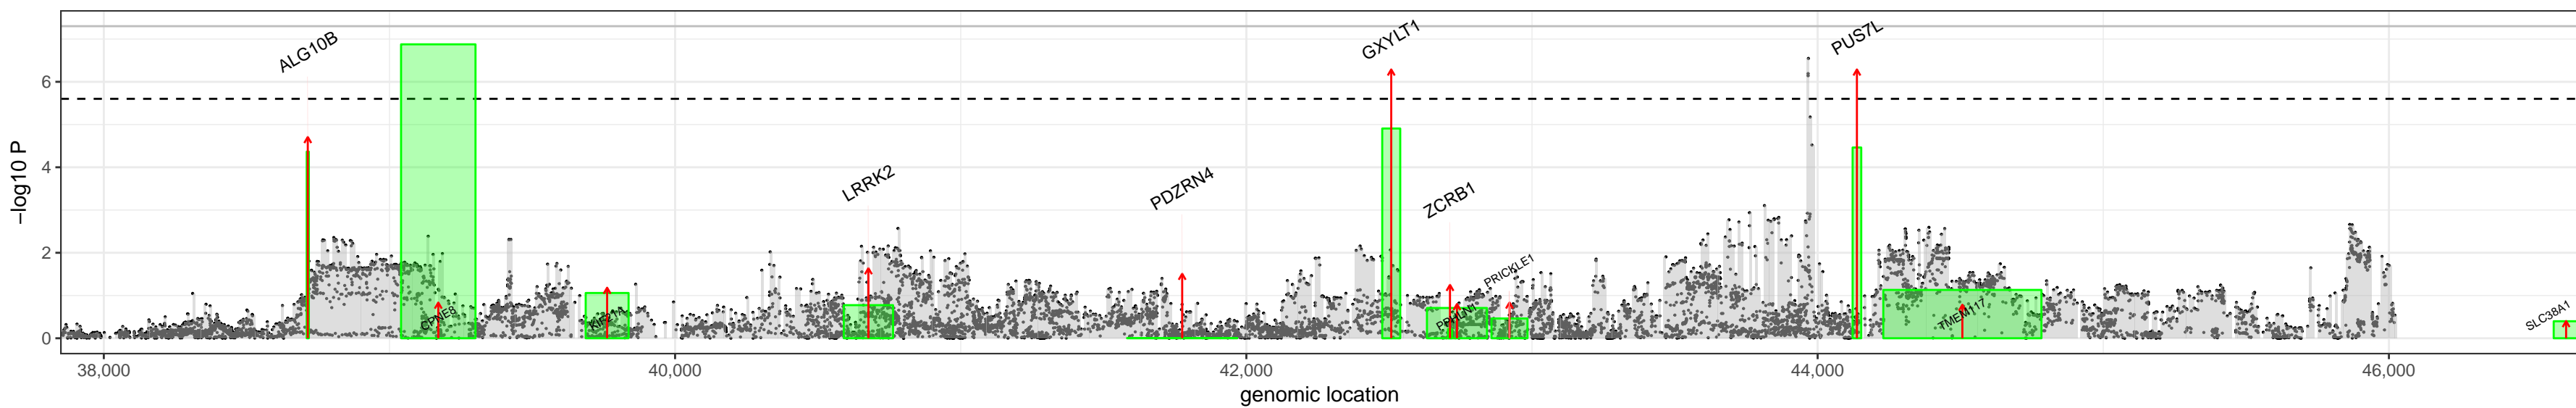 ALG10B
GXYLT1
PUS7L
LRRK2
PDZRN4
ZCRB1
PRICKLE1
CPNE8
KIF21A
PPHLN1
TMEM117
SLC38A1
−log10 P
6
4
2
0
38,000
40,000
42,000
44,000
46,000
genomic location